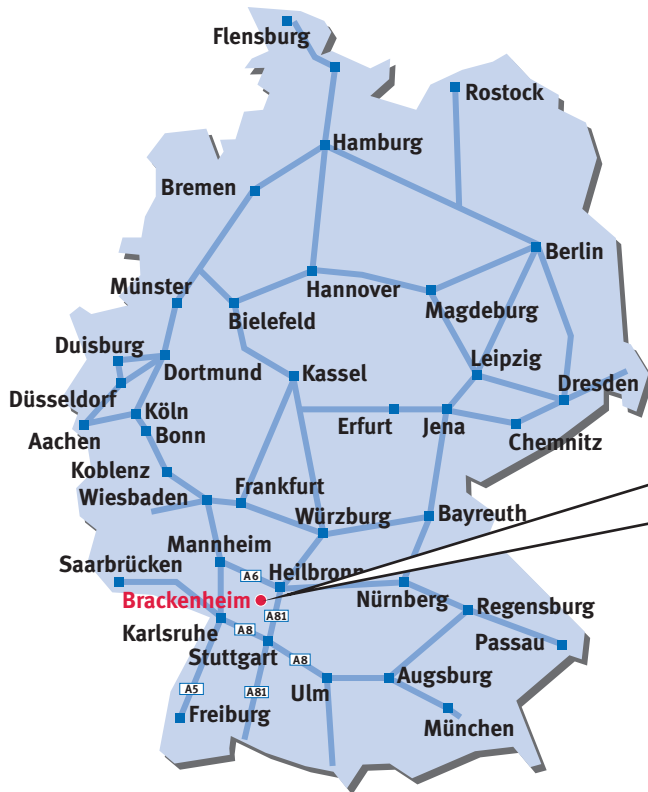 Flensburg
Rostock
Hamburg
Bremen
Berlin
Hannover
Münster
Bielefeld
Magdeburg
Duisburg
Dortmund
Kassel
Leipzig
Düsseldorf
Köln
Dresden
Aachen
Bonn
Erfurt
Jena
Chemnitz
Koblenz
Wiesbaden
Frankfurt
Würzburg
Bayreuth
Mannheim
Saarbrücken
A6
Heilbronn
Brackenheim
Nürnberg
Regensburg
A81
Karlsruhe
A8
Passau
Stuttgart
A8
A5
A81
Ulm
Augsburg
Freiburg
München